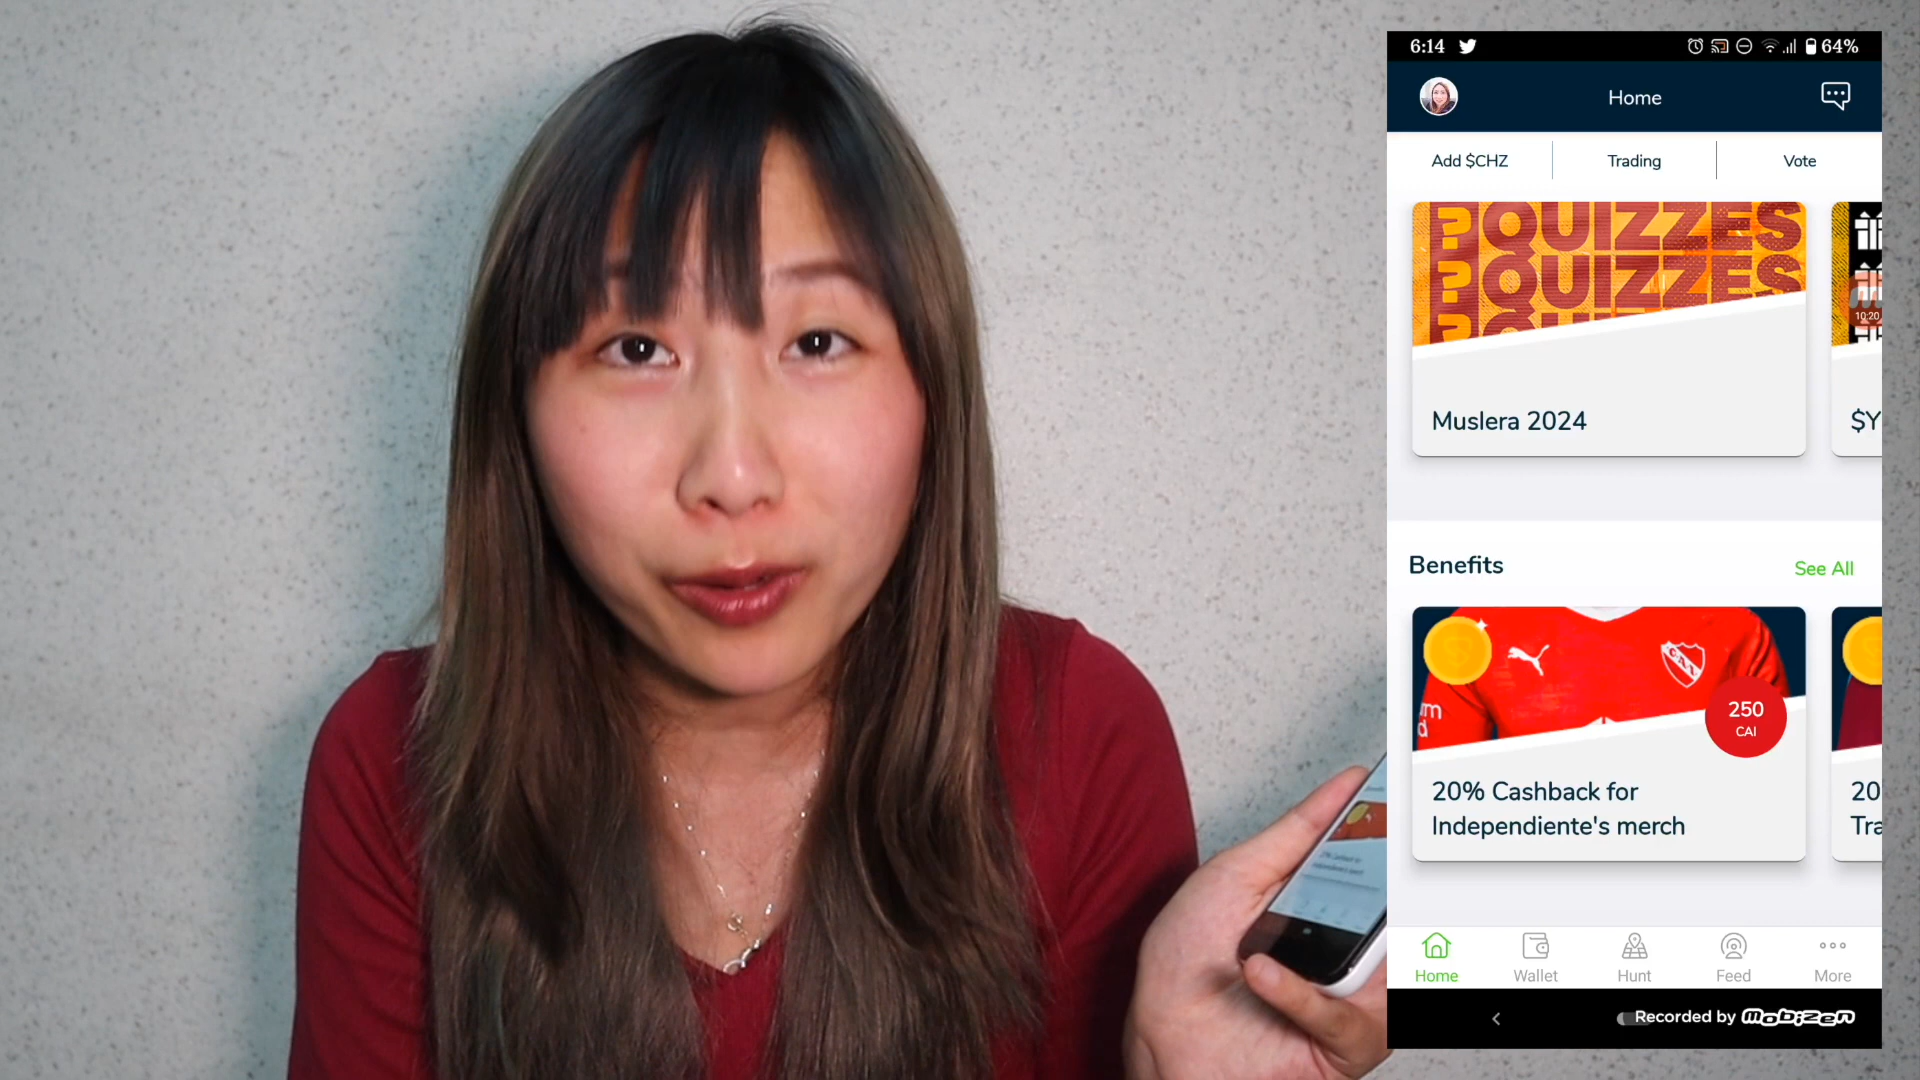 6:14
64%
Home
Add $CHZ
Trading
Vote
?QUIZZES
?QUIZZES
10:20
Muslera 2024
$Y
Benefits
See All
CAI
250
CAI
20% Cashback for
Independiente's merch
20
Tra
Home
Wallet
Hunt
Feed
More
Recorded by mobizen